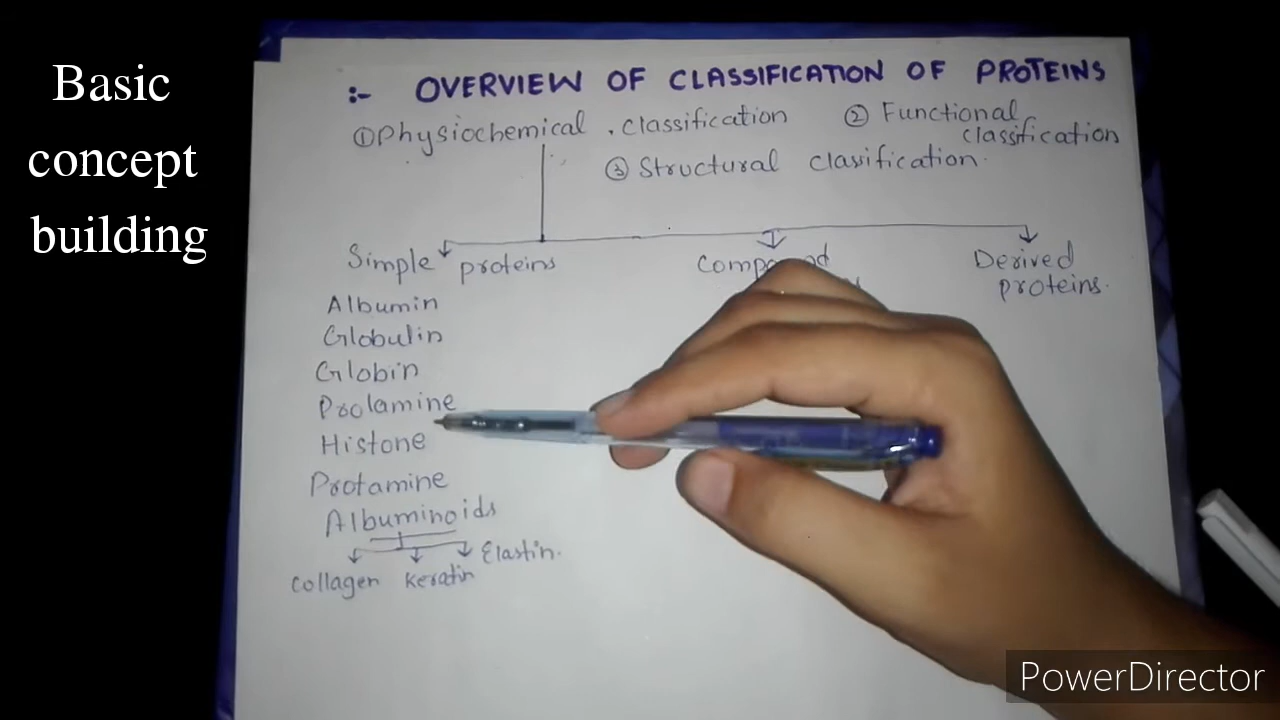 Basic
concept
building
:- OVERVIEW OF CLASSIFICATION OF PROTEINS
① Physiochemical . classification
② Functional
classification
③ Structural classification.
Simple proteins
Derived
proteins.
Albumin
Globulin
Globin
Prolamine
Histone
Protamine
Albuminoids
Collagen Keratin Elastin.
PowerDirector